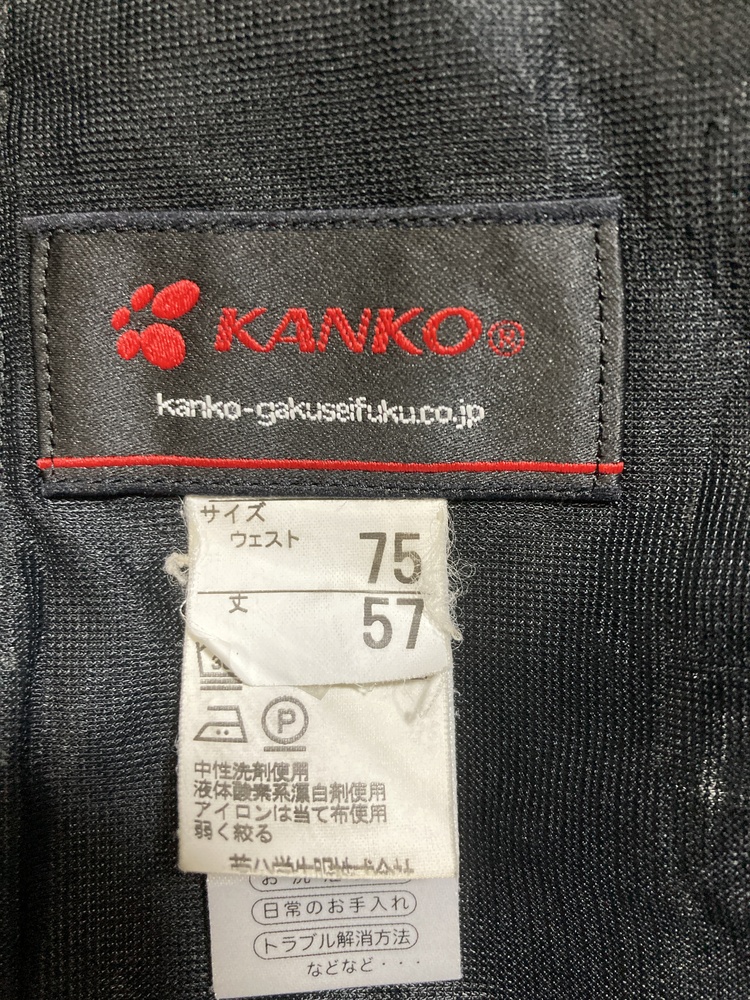 KANKO®
kanko-gakuseifuku.co.jp
サイズ
ウェスト 75
丈 57
P
中性洗剤使用
液体酸素系漂白剤使用
アイロンは当て布使用
弱く絞る
日常のお手入れ
トラブル解消方法
などなど・・・